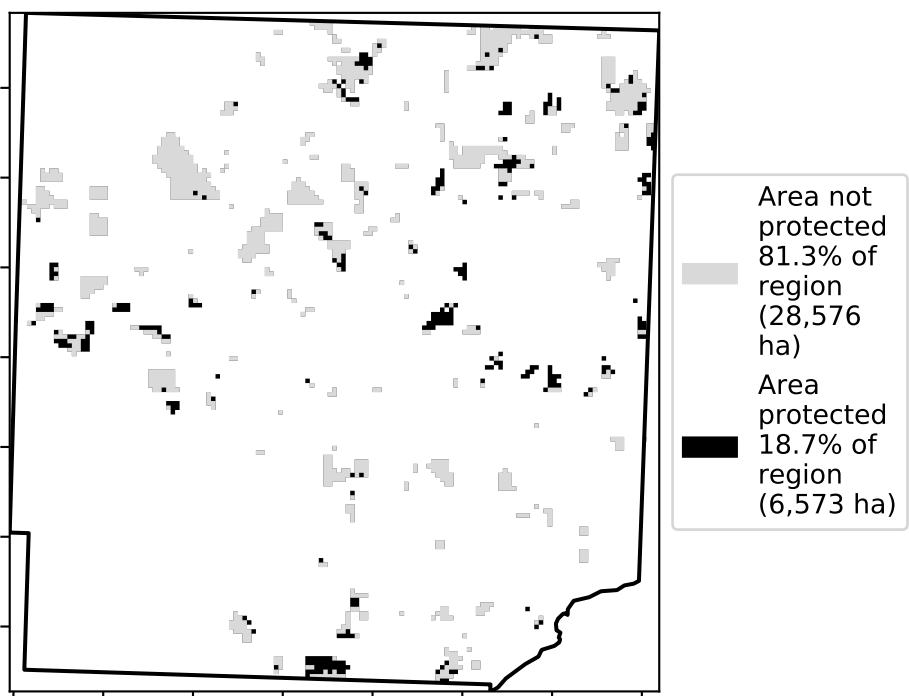 Area not
protected
81.3% of
region
(28,576
ha)
Area
protected
18.7% of
region
(6,573 ha)